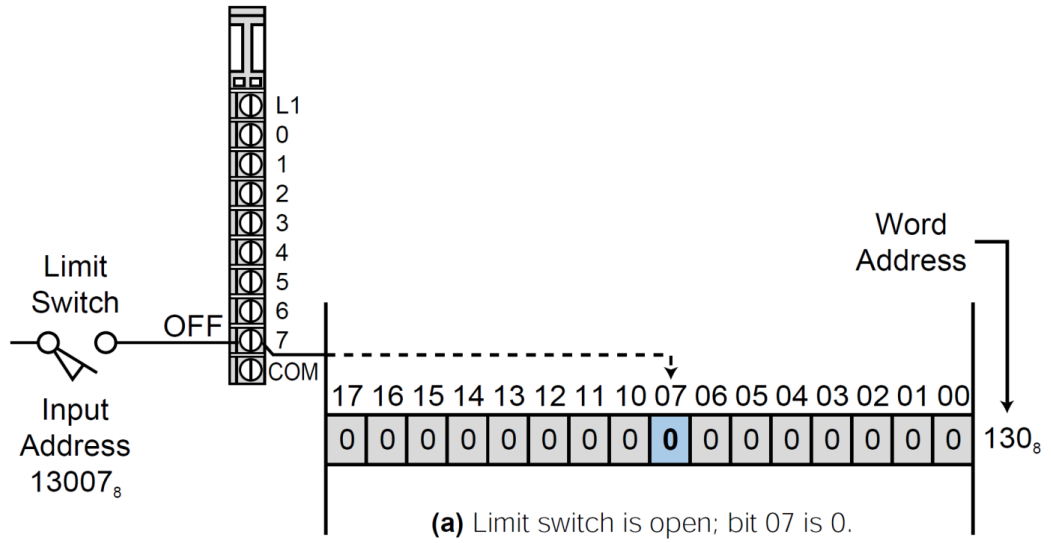 L1
0
1
2
3
4
5
6
7
COM
Limit
Switch
OFF
Input
Address
13007₈
Word
Address
17 16 15 14 13 12 11 10 07 06 05 04 03 02 01 00
0 0 0 0 0 0 0 0 0 0 0 0 0 0 0 0
130₈
(a) Limit switch is open; bit 07 is 0.